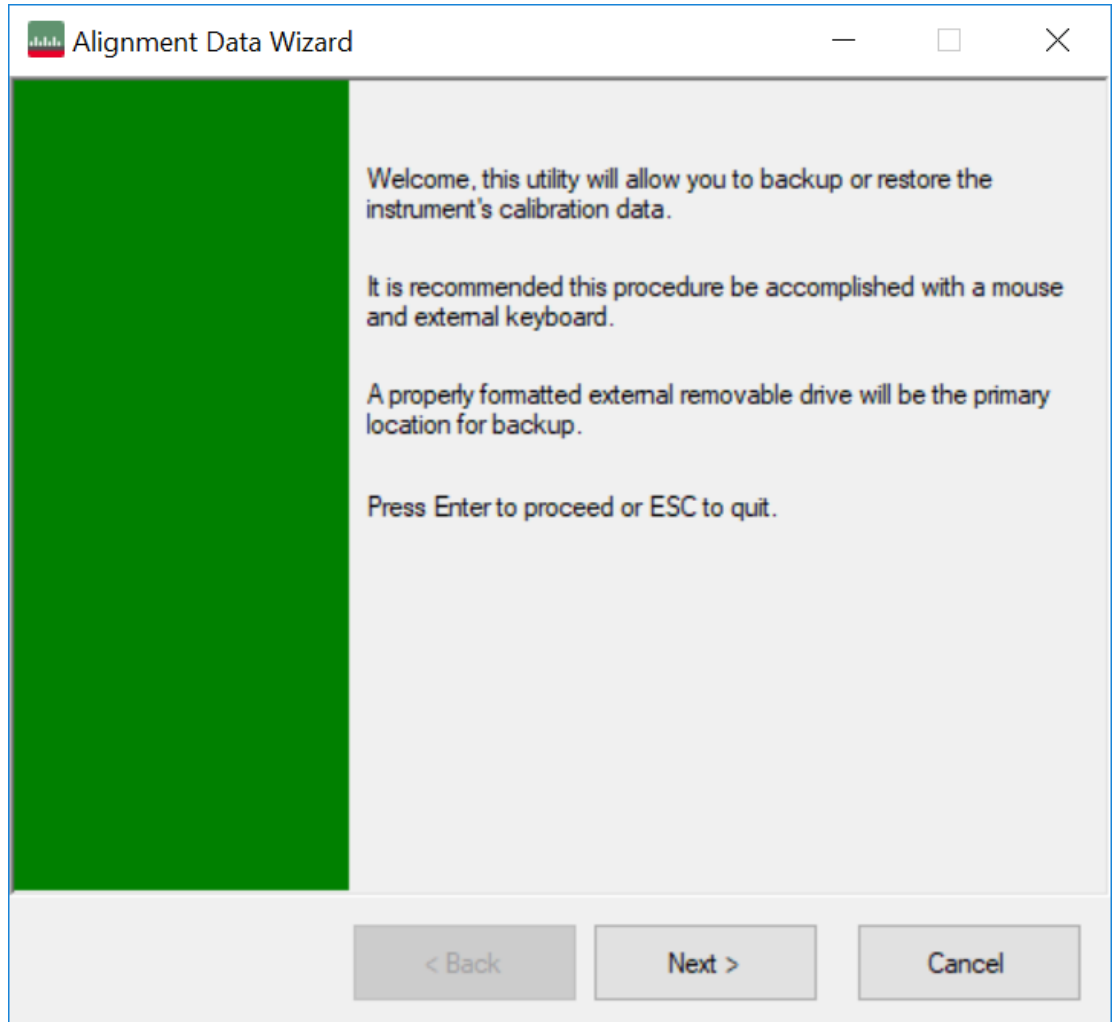 Alignment Data Wizard
Welcome, this utility will allow you to backup or restore the
instrument's calibration data.
It is recommended this procedure be accomplished with a mouse
and external keyboard.
A properly formatted external removable drive will be the primary
location for backup.
Press Enter to proceed or ESC to quit.
< Back
Next >
Cancel